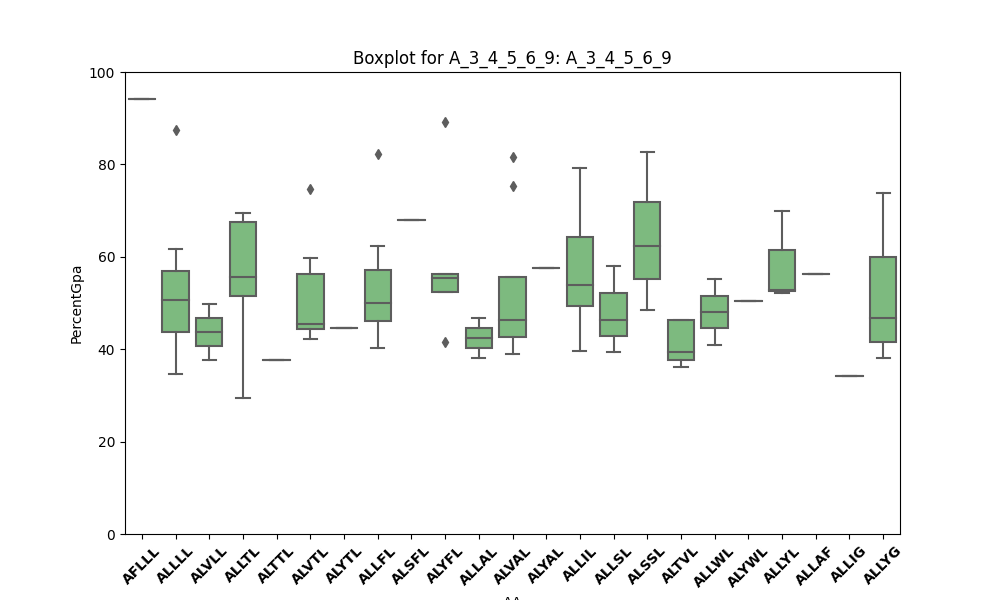 Boxplot for A_3_4_5_6_9: A_3_4_5_6_9
100
80
60
40
20
0
PercentGpa
AFLLL ALLLL ALVLL ALLTL ALTTL ALVTL ALYTL ALLFL ALSFL ALYFL ALLAL ALVAL ALYAL ALLIL ALLSL ALSSL ALTVL ALLWL ALYWL ALLYL ALLAF ALLIG ALLYG